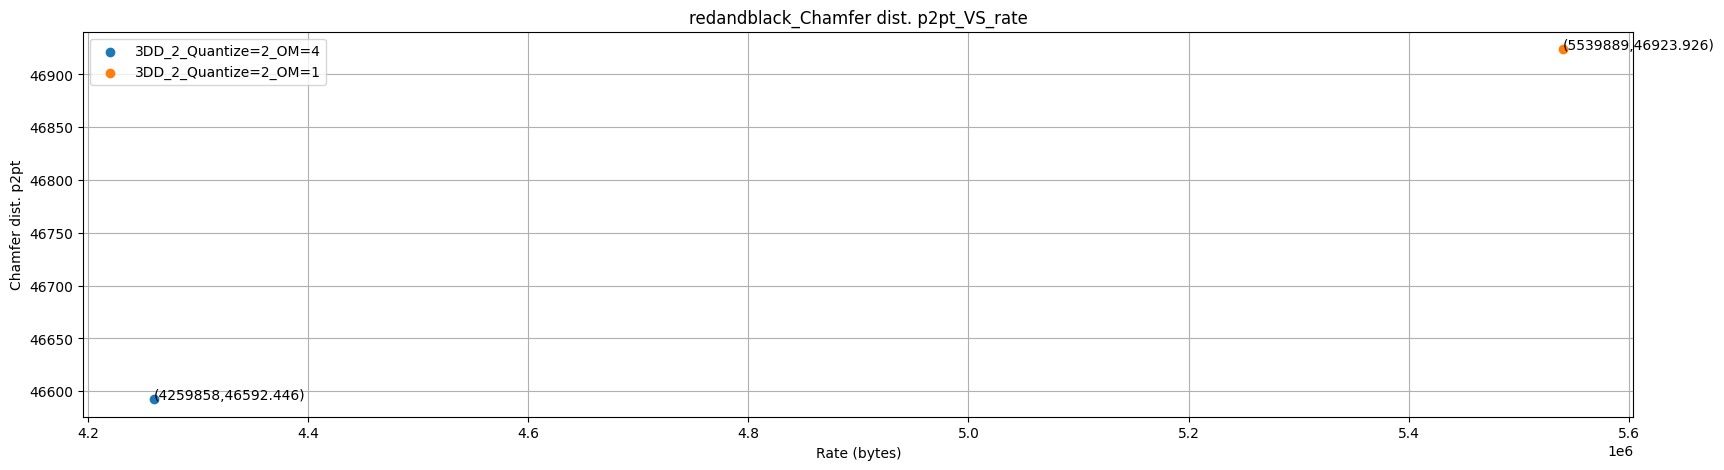 redandblack_Chamfer dist. p2pt_VS_rate
3DD_2_Quantize=2_OM=4
3DD_2_Quantize=2_OM=1
(5539889,46923.926)
46900
46850
46800
46750
46700
46650
46600
Chamfer dist. p2pt
(4259858,46592.446)
4.2 4.4 4.6 4.8 5.0 5.2 5.4 5.6
1e6
Rate (bytes)